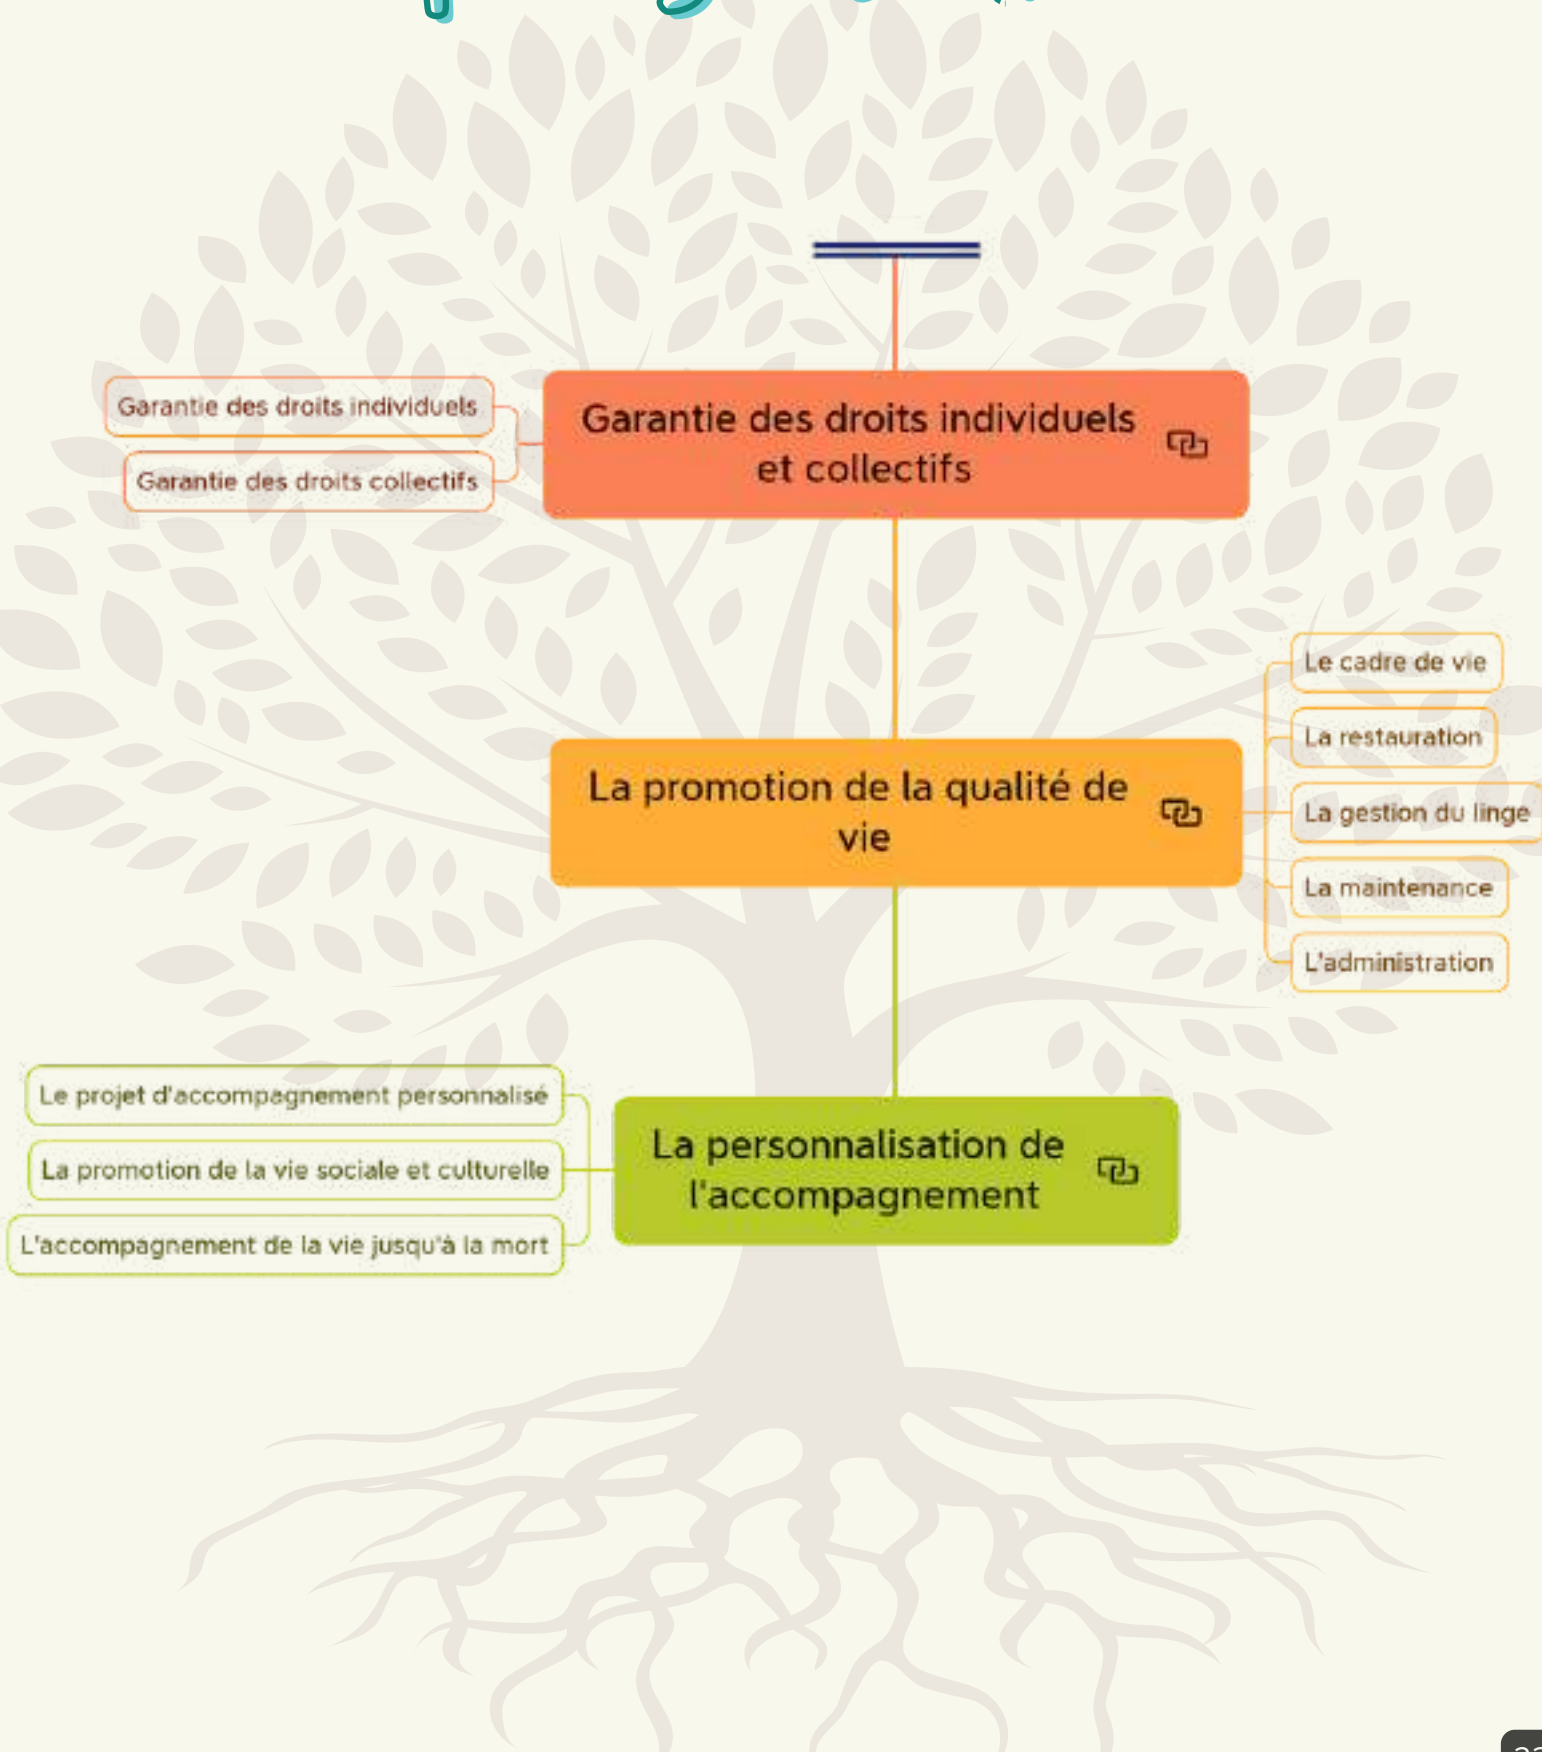 Garantie des droits individuels
Garantie des droits collectifs
Garantie des droits individuels
et collectifs
La promotion de la qualité de
vie
Le cadre de vie
La restauration
La gestion du linge
La maintenance
L'administration
Le projet d'accompagnement personnalisé
La promotion de la vie sociale et culturelle
L'accompagnement de la vie jusqu'à la mort
La personnalisation de
l'accompagnement